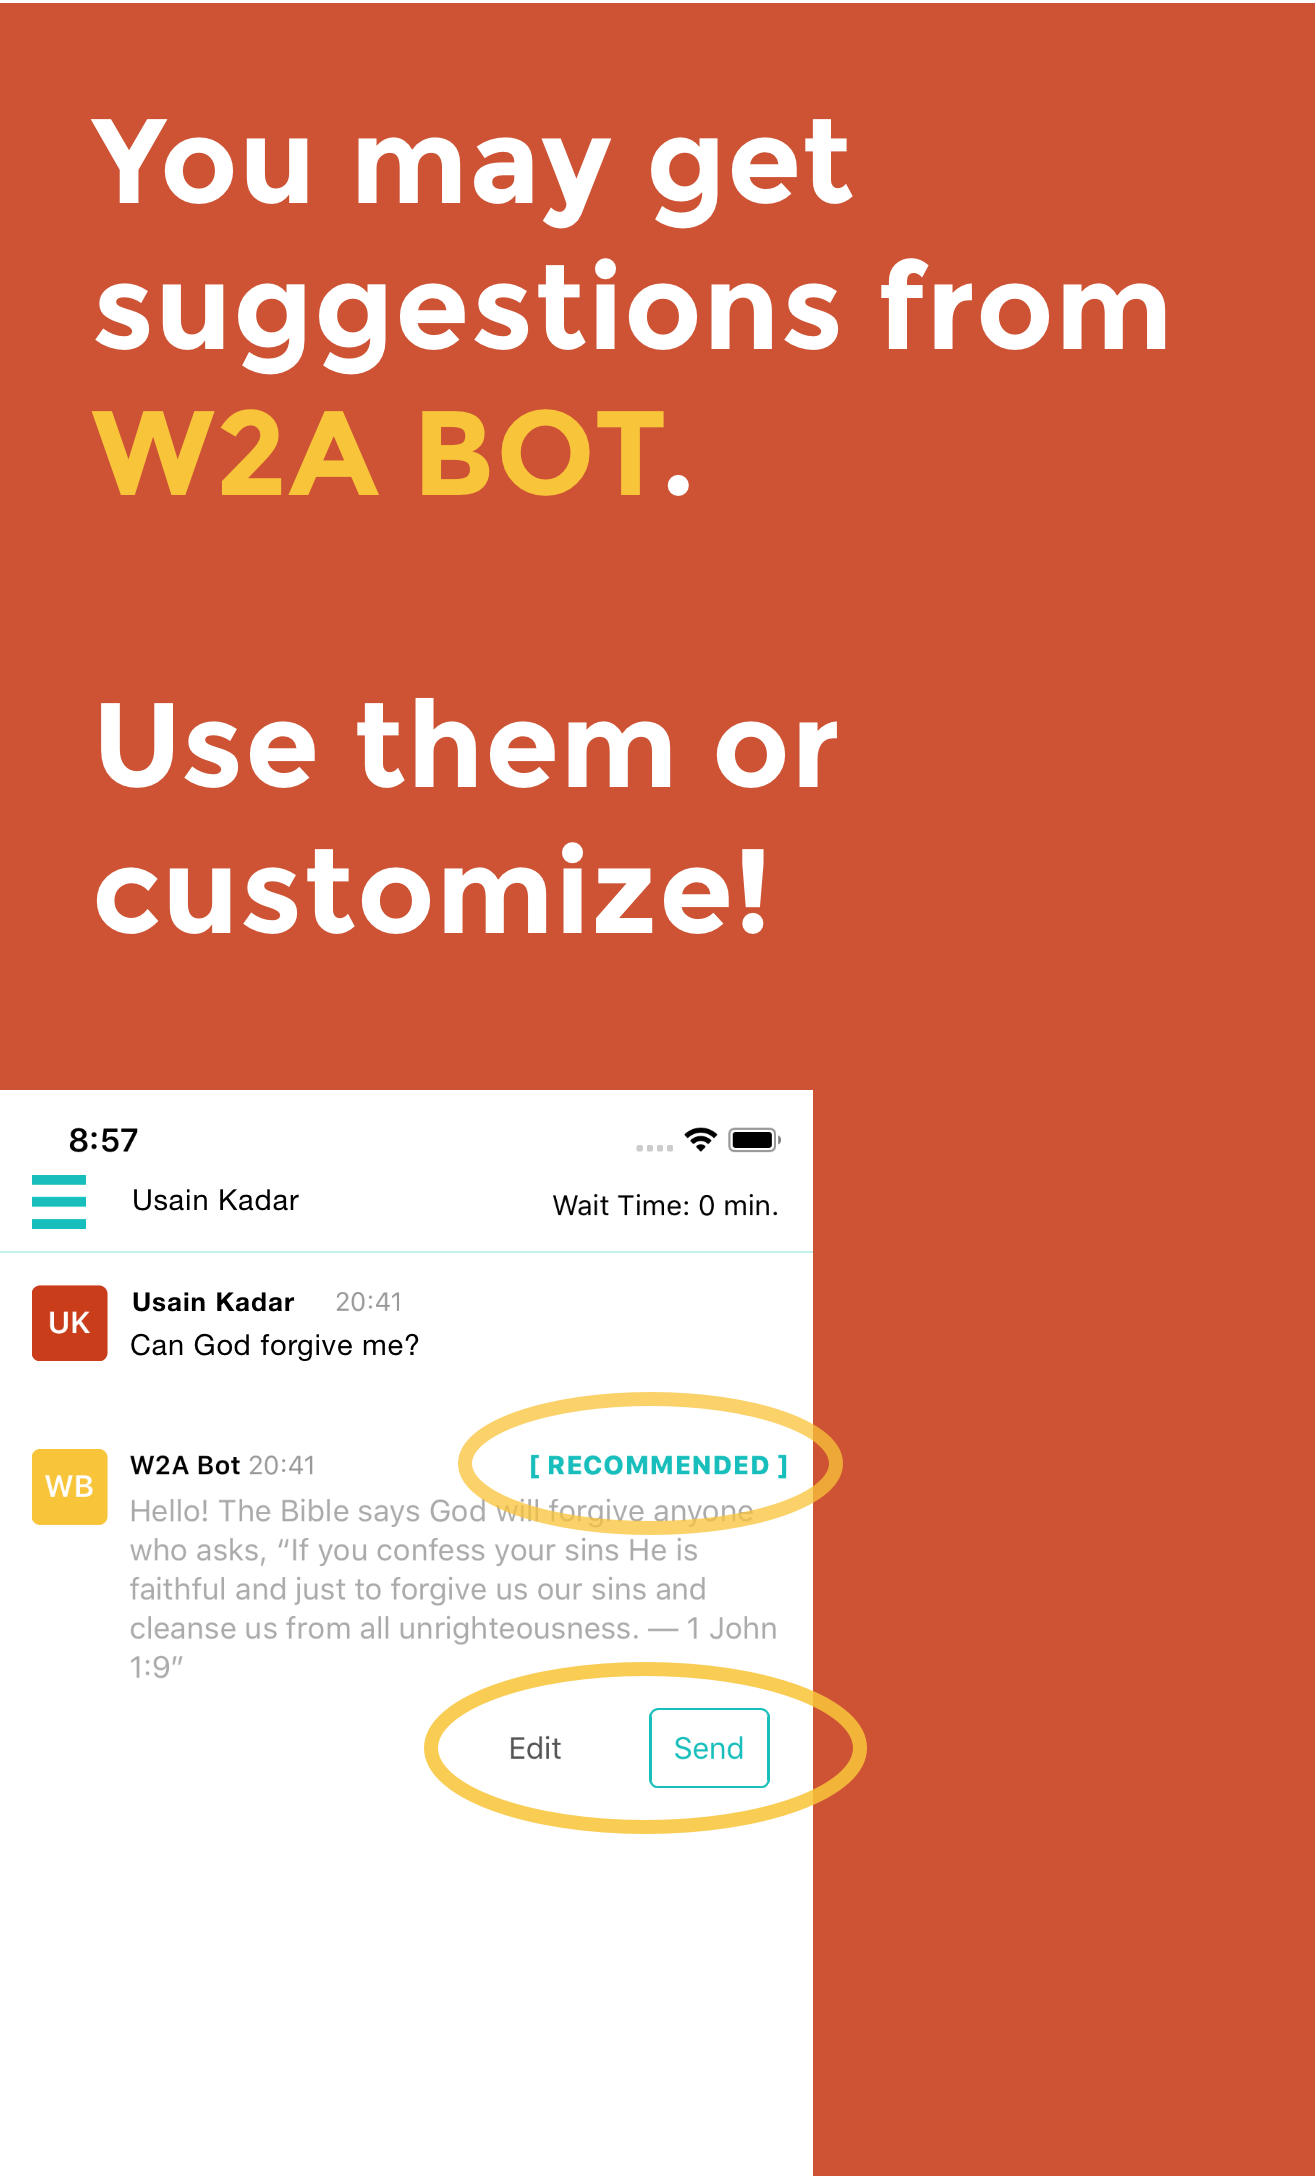 You may get
suggestions from
W2A BOT.
Use them or
customize!
8:57
Usain Kadar
Wait Time: 0 min.
UK
Usain Kadar 20:41
Can God forgive me?
WB
W2A Bot 20:41
[ RECOMMENDED ]
Hello! The Bible says God will forgive anyone
who asks, “If you confess your sins He is
faithful and just to forgive us our sins and
cleanse us from all unrighteousness. — 1 John
1:9”
Edit
Send